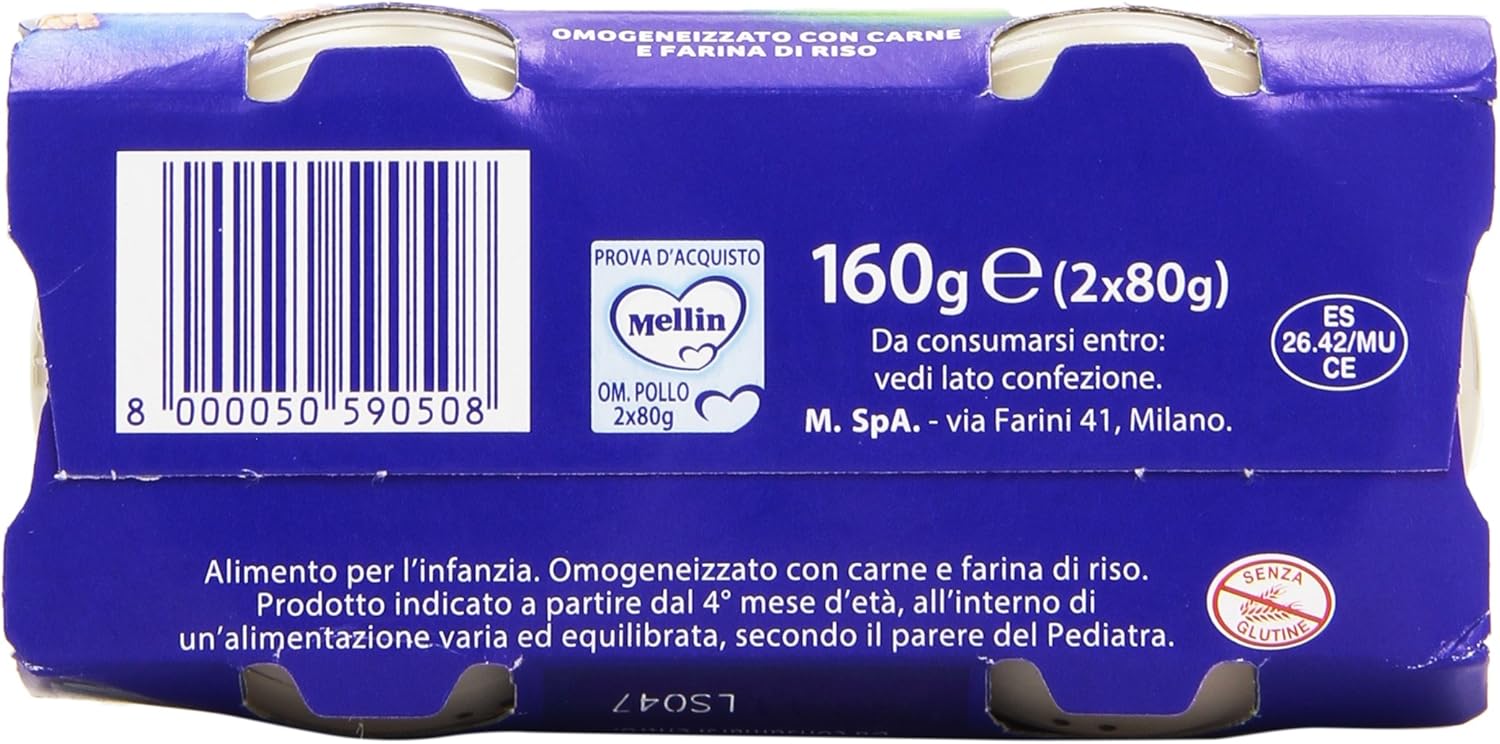 OMOGENEIZZATO CON CARNE
E FARINA DI RISO
8 000050 590508
PROVA D'ACQUISTO
Mellin
OM. POLLO
2x80g
160g e (2x80g)
Da consumarsi entro:
vedi lato confezione.
M. SpA. - via Farini 41, Milano.
ES
26.42/MU
CE
Alimento per l'infanzia. Omogeneizzato con carne e farina di riso.
Prodotto indicato a partire dal 4° mese d'età, all'interno di
un'alimentazione varia ed equilibrata, secondo il parere del Pediatra.
SENZA
GLUTINE
LS047